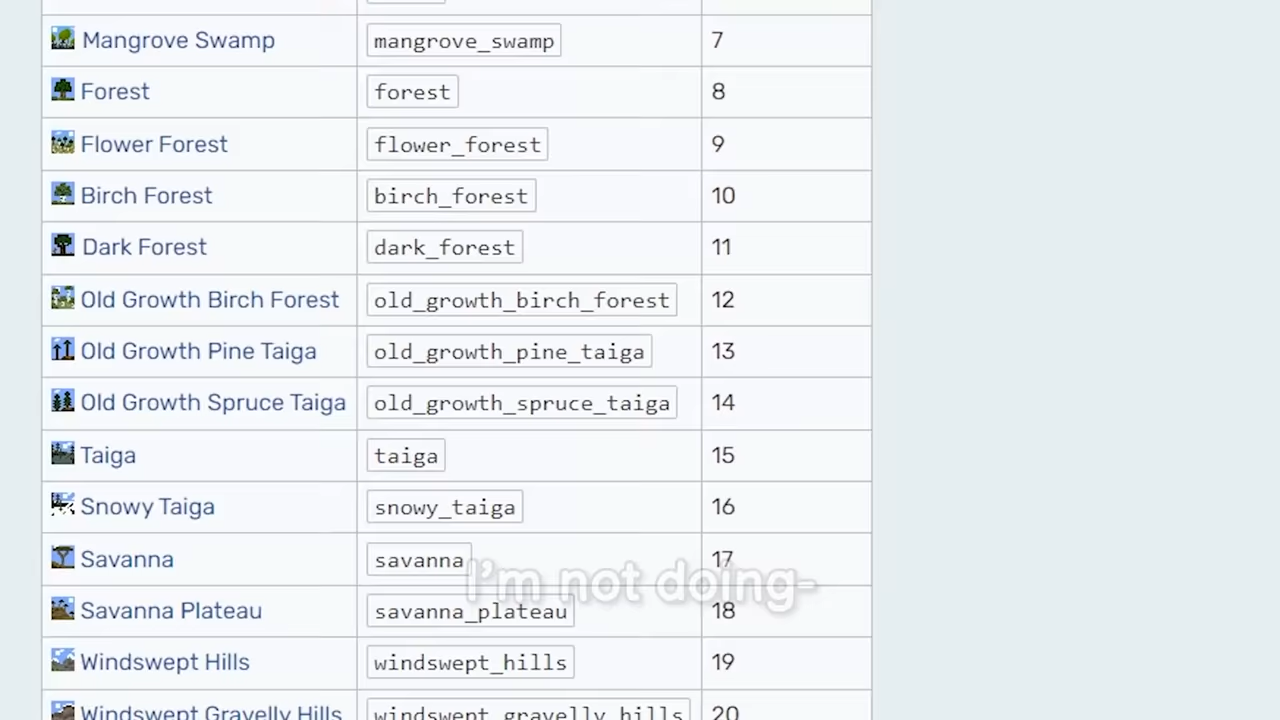 Mangrove Swamp mangrove_swamp 7
Forest forest 8
Flower Forest flower_forest 9
Birch Forest birch_forest 10
Dark Forest dark_forest 11
Old Growth Birch Forest old_growth_birch_forest 12
Old Growth Pine Taiga old_growth_pine_taiga 13
Old Growth Spruce Taiga old_growth_spruce_taiga 14
Taiga taiga 15
Snowy Taiga snowy_taiga 16
Savanna savanna 17
I'm not doing-
Savanna Plateau savanna_plateau 18
Windswept Hills windswept_hills 19
Windswept Gravelly Hills windswept_gravelly_hills 20